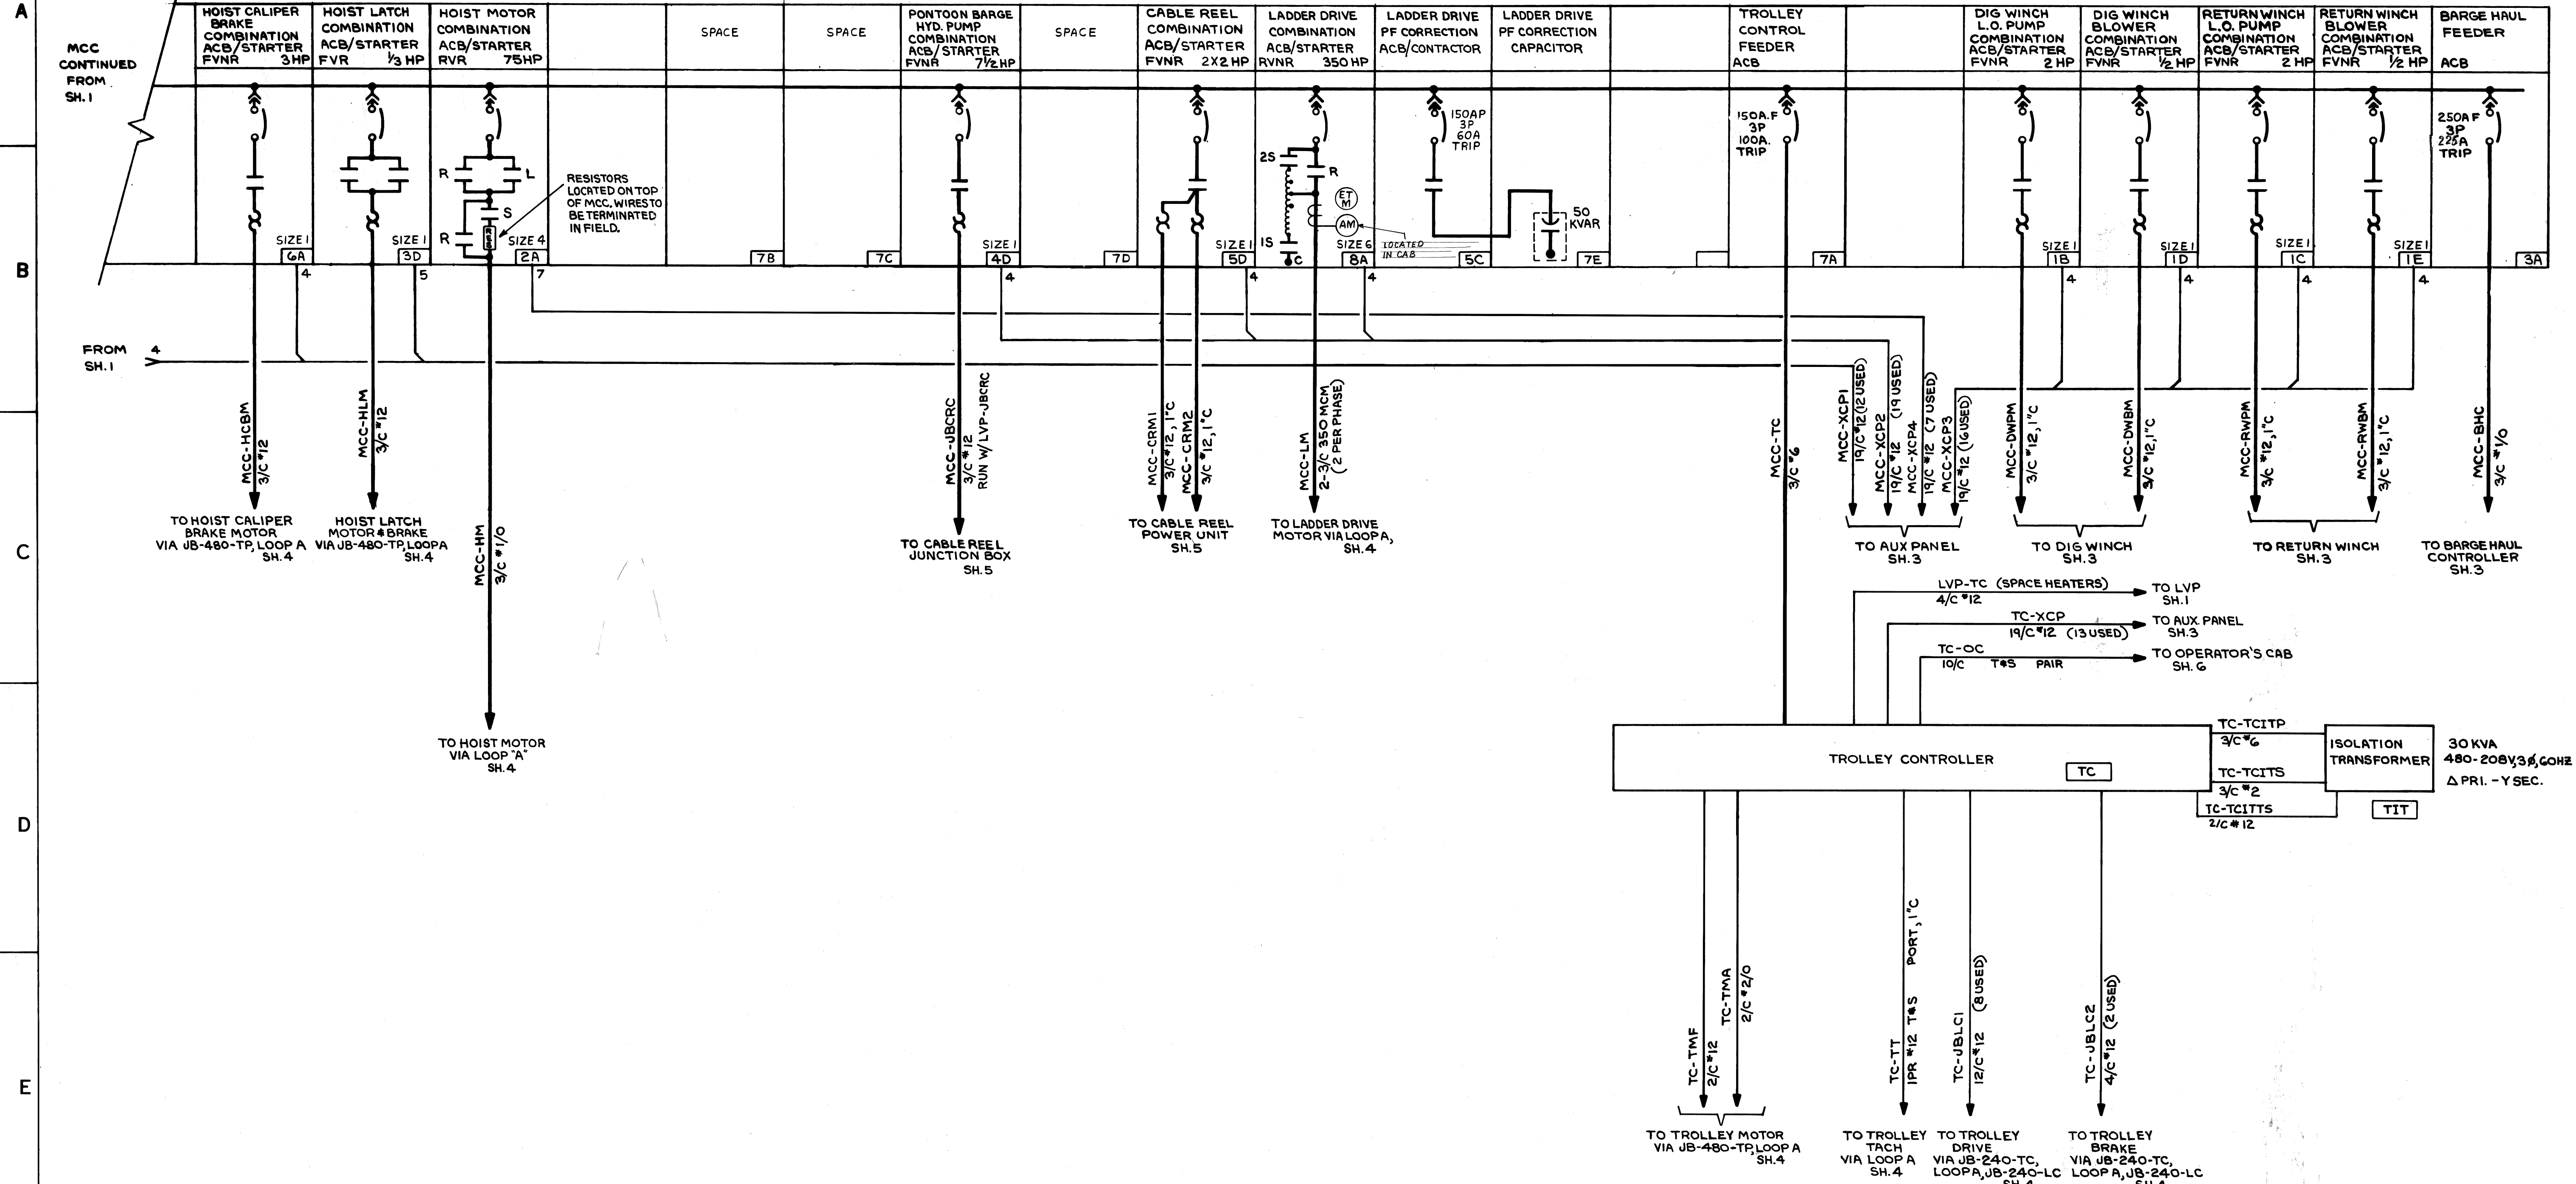 A
B
C
D
E
MCC
CONTINUED
FROM
SH.1
HOIST CALIPER
BRAKE
COMBINATION
ACB/STARTER
FVNR 3HP
HOIST LATCH
COMBINATION
ACB/STARTER
FVR 1/3 HP
HOIST MOTOR
COMBINATION
ACB/STARTER
RVR 75HP
SPACE
SPACE
PONTOON BARGE
HYD. PUMP
COMBINATION
ACB/STARTER
FVNR 7 1/2 HP
SPACE
CABLE REEL
COMBINATION
ACB/STARTER
FVNR 2X2 HP
LADDER DRIVE
COMBINATION
ACB/STARTER
RVNR 350 HP
LADDER DRIVE
PF CORRECTION
ACB/CONTACTOR
LADDER DRIVE
PF CORRECTION
CAPACITOR
TROLLEY
CONTROL
FEEDER
ACB
DIG WINCH
L.O. PUMP
COMBINATION
ACB/STARTER
FVNR 2 HP
DIG WINCH
BLOWER
COMBINATION
ACB/STARTER
FVNR 1/2 HP
RETURN WINCH
L.O. PUMP
COMBINATION
ACB/STARTER
FVNR 2 HP
RETURN WINCH
BLOWER
COMBINATION
ACB/STARTER
FVNR 1/2 HP
BARGE HAUL
FEEDER
ACB
R
L
S
R
RES
RESISTORS
LOCATED ON TOP
OF MCC. WIRES TO
BE TERMINATED
IN FIELD.
2S
R
1S
C
ET
M
AM
LOCATED
IN CAB
150AP
3P
60A
TRIP
50
KVAR
150A.F
3P
100A.
TRIP
250A F
3P
225A
TRIP
SIZE 1
6A
4
SIZE 1
3D
5
SIZE 4
2A
7
7B
7C
SIZE 1
4D
4
7D
SIZE 1
5D
4
SIZE 6
8A
4
5C
7E
7A
SIZE 1
1B
4
SIZE 1
1D
4
SIZE 1
1C
4
SIZE 1
1E
4
3A
FROM
SH.1
4
MCC-HCBM
3/C #12
TO HOIST CALIPER
BRAKE MOTOR
VIA JB-480-TP, LOOP A
SH.4
MCC-HLM
3/C #12
HOIST LATCH
MOTOR & BRAKE
VIA JB-480-TP, LOOP A
SH.4
MCC-HM
3/C #1/0
TO HOIST MOTOR
VIA LOOP "A"
SH.4
MCC-JBCRC
3/C #12
RUN W/ LVP-JBCRC
TO CABLE REEL
JUNCTION BOX
SH.5
MCC-CRM1
3/C #12, 1"C
MCC-CRM2
3/C #12, 1"C
TO CABLE REEL
POWER UNIT
SH.5
MCC-LM
2-3/C 350 MCM
(2 PER PHASE)
TO LADDER DRIVE
MOTOR VIA LOOP A,
SH.4
MCC-TC
3/C #6
MCC-XCP1
19/C #12 (12 USED)
MCC-XCP2
19/C #12 (19 USED)
MCC-XCP4
19/C #12 (7 USED)
MCC-XCP3
19/C #12 (16 USED)
TO AUX PANEL
SH.3
MCC-DWPM
3/C #12, 1"C
MCC-DWBM
3/C #12, 1"C
TO DIG WINCH
SH.3
MCC-RWPM
3/C #12, 1"C
MCC-RWBM
3/C #12, 1"C
TO RETURN WINCH
SH.3
MCC-BHC
3/C #1/0
TO BARGE HAUL
CONTROLLER
SH.3
LVP-TC (SPACE HEATERS)
4/C #12
TO LVP
SH.1
TC-XCP
19/C #12 (13 USED)
TO AUX. PANEL
SH.3
TC-OC
10/C T&S PAIR
TO OPERATOR'S CAB
SH.6
TROLLEY CONTROLLER
TC
TC-TCITP
3/C #6
TC-TCITS
3/C #2
TC-TCITTS
2/C #12
ISOLATION
TRANSFORMER
TIT
30 KVA
480-208V, 3Ø, 60HZ
Δ PRI. - Y SEC.
TC-TMF
2/C #12
TC-TMA
2/C #2/0
TO TROLLEY MOTOR
VIA JB-480-TP, LOOP A
SH.4
TC-TT
1PR #12 T&S PORT, 1"C
TO TROLLEY
TACH
VIA LOOP A
SH.4
TC-JBLC1
12/C #12 (8 USED)
TO TROLLEY
DRIVE
VIA JB-240-TC,
LOOP A, JB-240-LC
SH.4
TC-JBLC2
4/C #12 (2 USED)
TO TROLLEY
BRAKE
VIA JB-240-TC,
LOOP A, JB-240-LC
SH.4